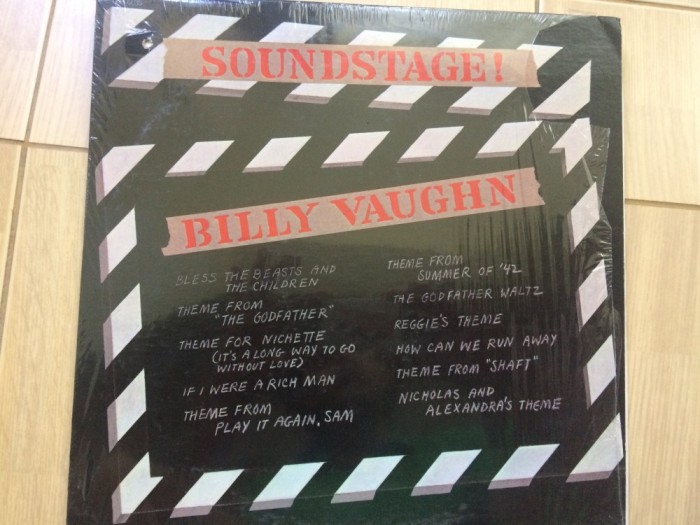 SOUNDSTAGE!
BILLY VAUGHN
BLESS THE BEASTS AND
THE CHILDREN
THEME FROM
"THE GODFATHER"
THEME FOR NICHETTE
(IT'S A LONG WAY TO GO
WITHOUT LOVE)
IF I WERE A RICH MAN
THEME FROM
PLAY IT AGAIN, SAM
THEME FROM
SUMMER OF '42
THE GODFATHER WALTZ
REGGIE'S THEME
HOW CAN WE RUN AWAY
THEME FROM "SHAFT"
NICHOLAS AND
ALEXANDRA'S THEME